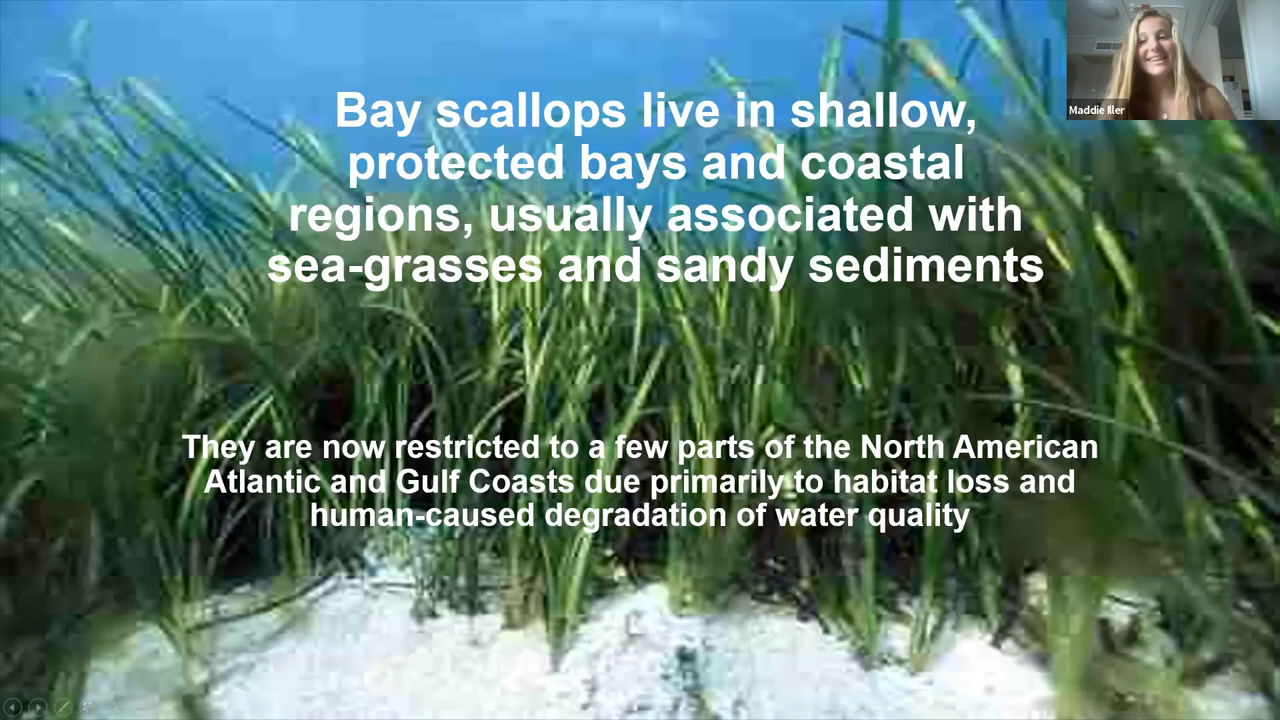 Bay scallops live in shallow,
protected bays and coastal
regions, usually associated with
sea-grasses and sandy sediments
They are now restricted to a few parts of the North American
Atlantic and Gulf Coasts due primarily to habitat loss and
human-caused degradation of water quality
Maddie Iller